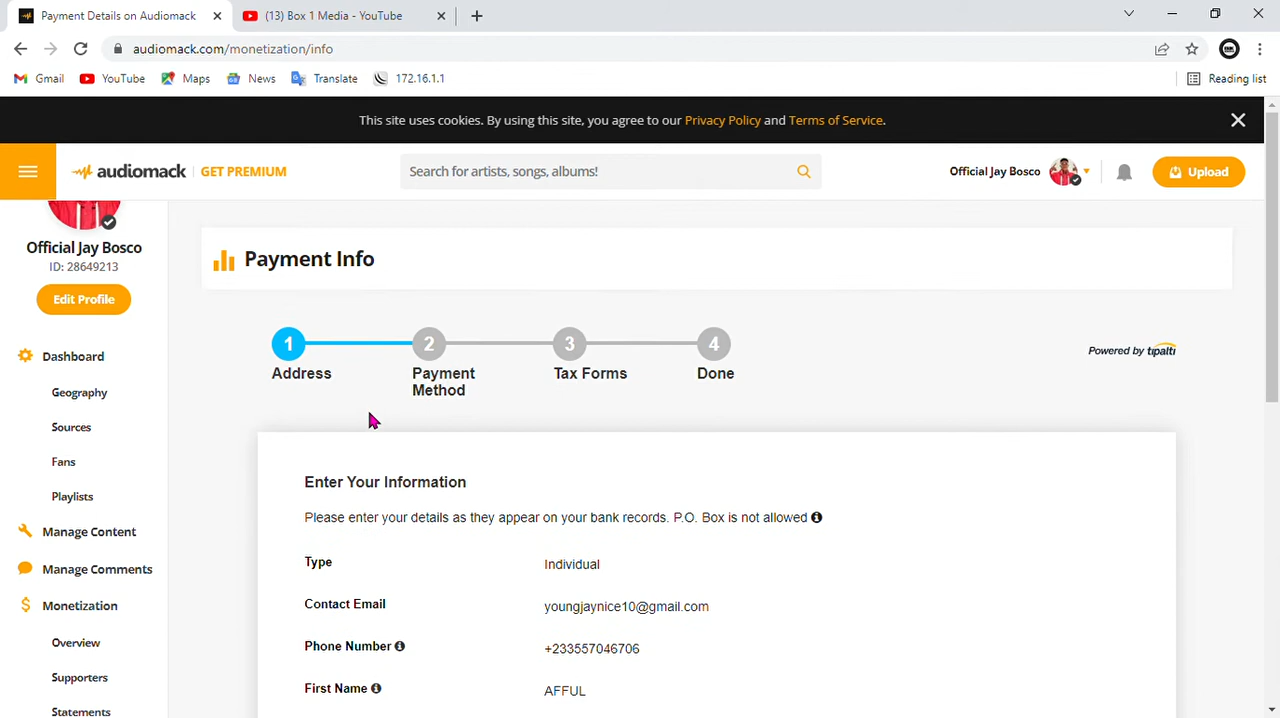 Payment Details on Audiomack
(13) Box 1 Media - YouTube
audiomack.com/monetization/info
Gmail YouTube Maps News Translate 172.16.1.1 Reading list
This site uses cookies. By using this site, you agree to our Privacy Policy and Terms of Service.
audiomack GET PREMIUM Search for artists, songs, albums! Official Jay Bosco Upload
Official Jay Bosco
ID: 28649213
Edit Profile
Dashboard
Geography
Sources
Fans
Playlists
Manage Content
Manage Comments
Monetization
Overview
Supporters
Statements
Payment Info
1 2 3 4
Address Payment Method Tax Forms Done
Powered by tipalti
Enter Your Information
Please enter your details as they appear on your bank records. P.O. Box is not allowed
Type Individual
Contact Email youngjaynice10@gmail.com
Phone Number +233557046706
First Name AFFUL